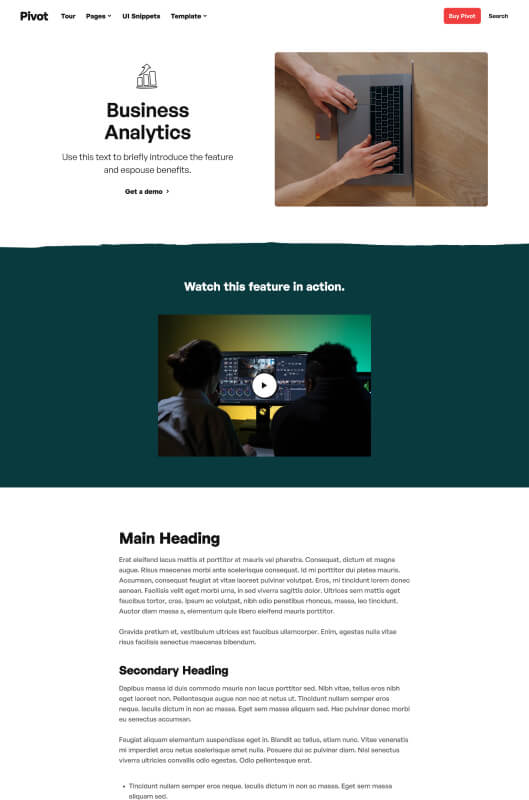 Pivot
Tour
Pages
UI Snippets
Template
Buy Pivot
Search
Business
Analytics
Use this text to briefly introduce the feature
and espouse benefits.
Get a demo
Watch this feature in action.
Main Heading
Erat eleifend lacus mattis at porttitor at mauris vel pharetra. Consequat, dictum et magna
augue. Risus maecenas morbi ante scelerisque consequat. Id mi porttitor dui pletea mauris.
Accumsan, consequat feugiat at vitae laoreet pulvinar volutpat. Eros, mi tincidunt lorem donec
aenean. Facilisis velit eget morbi urna, in sed viverra sagittis dolor. Ultrices sem mattis eget
faucibus tortor, cras. Ipsum ac volutpat, nibh odio penatibus rhoncus, massa, leo tincidunt.
Auctor diam massa a, elementum quis libero eleifend mauris porttitor.
Gravida pretium et, vestibulum ultrices est faucibus ullamcorper. Enim, egestas nulla vitae
risus facilisis senectus maecenas bibendum.
Secondary Heading
Dapibus massa id duis commodo mauris non lacus porttitor sed. Nibh vitae, tellus eros nibh
eget laoreet non. Pellentesque augue non nec at netus ut. Tincidunt nullam semper eros
neque. Iaculis dictum in non ac massa. Eget sem massa aliquam sed. Hac pulvinar donec morbi
eu senectus accumsan.
Feugiat aliquam elementum suspendisse eget in. Blandit ac tellus, etiam nunc. Vitae venenatis
mi imperdiet arcu netus scelerisque amet nulla. Posuere dui ac pulvinar diam. Nisl senectus
viverra ultricies convallis odio egestas. Odio pellentesque erat.
• Tincidunt nullam semper eros neque. Iaculis dictum in non ac massa. Eget sem massa
aliquam sed.